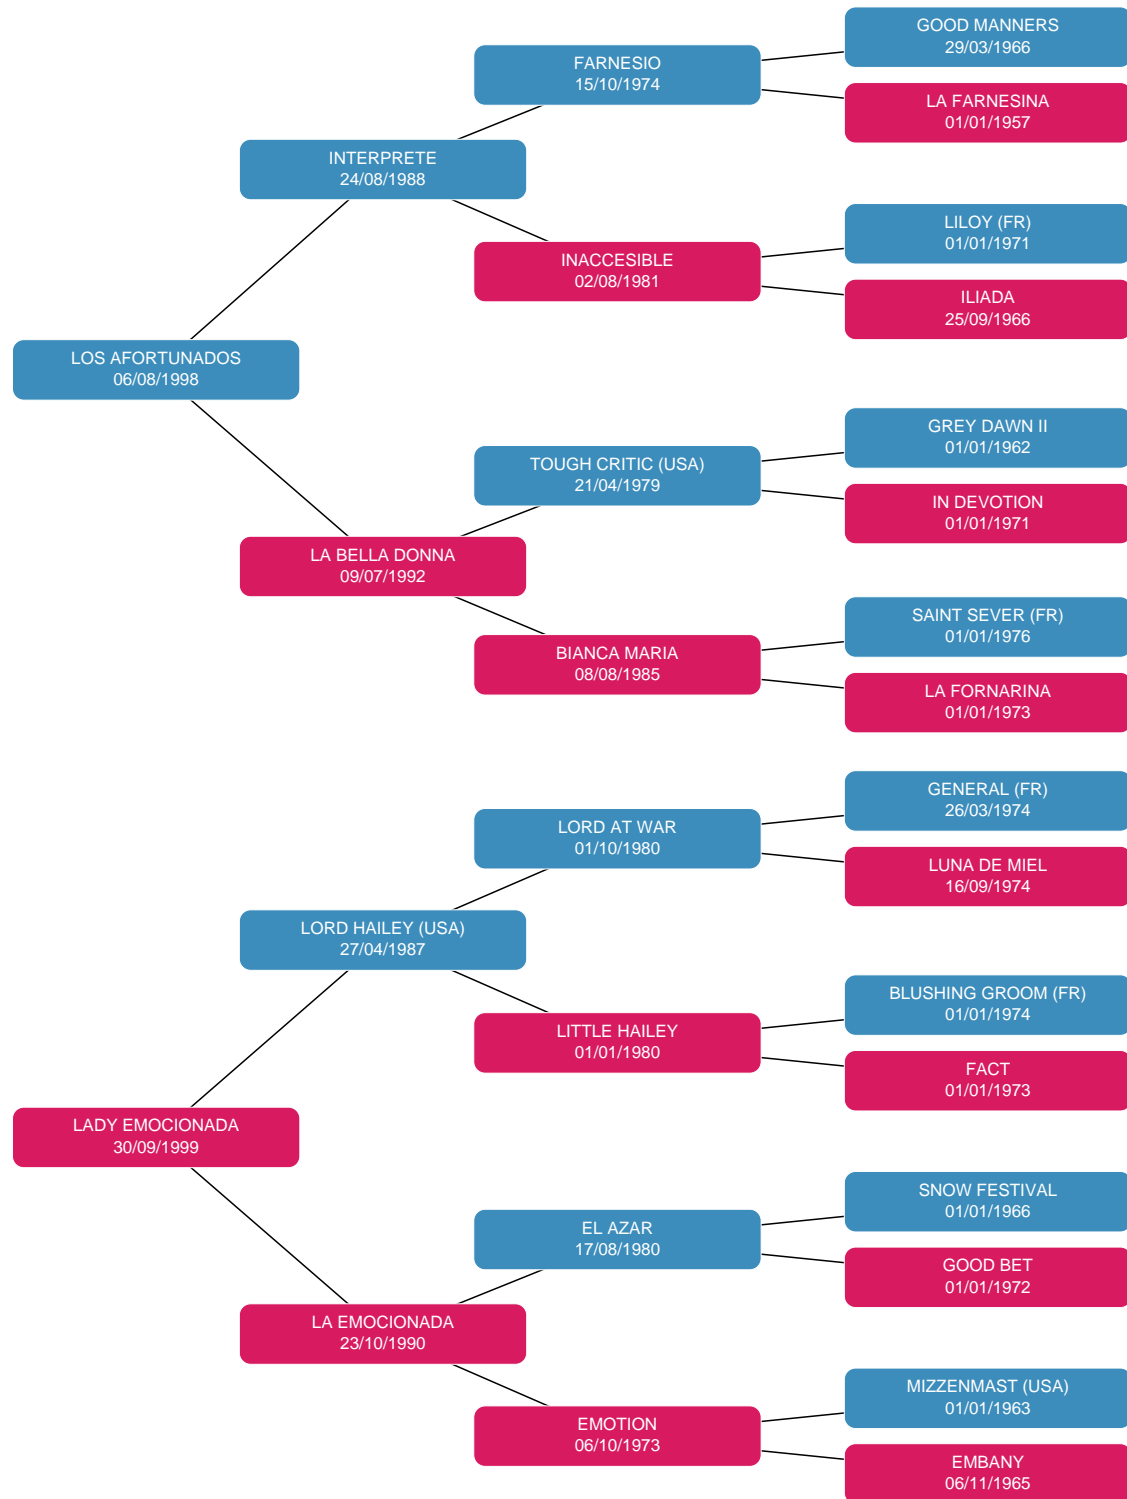 GOOD MANNERS
29/03/1966
FARNESIO
15/10/1974
LA FARNESINA
01/01/1957
INTERPRETE
24/08/1988
LILOY (FR)
01/01/1971
INACCESIBLE
02/08/1981
ILIADA
25/09/1966
LOS AFORTUNADOS
06/08/1998
GREY DAWN II
01/01/1962
TOUGH CRITIC (USA)
21/04/1979
IN DEVOTION
01/01/1971
LA BELLA DONNA
09/07/1992
SAINT SEVER (FR)
01/01/1976
BIANCA MARIA
08/08/1985
LA FORNARINA
01/01/1973
GENERAL (FR)
26/03/1974
LORD AT WAR
01/10/1980
LUNA DE MIEL
16/09/1974
LORD HAILEY (USA)
27/04/1987
BLUSHING GROOM (FR)
01/01/1974
LITTLE HAILEY
01/01/1980
FACT
01/01/1973
LADY EMOCIONADA
30/09/1999
SNOW FESTIVAL
01/01/1966
EL AZAR
17/08/1980
GOOD BET
01/01/1972
LA EMOCIONADA
23/10/1990
MIZZENMAST (USA)
01/01/1963
EMOTION
06/10/1973
EMBANY
06/11/1965